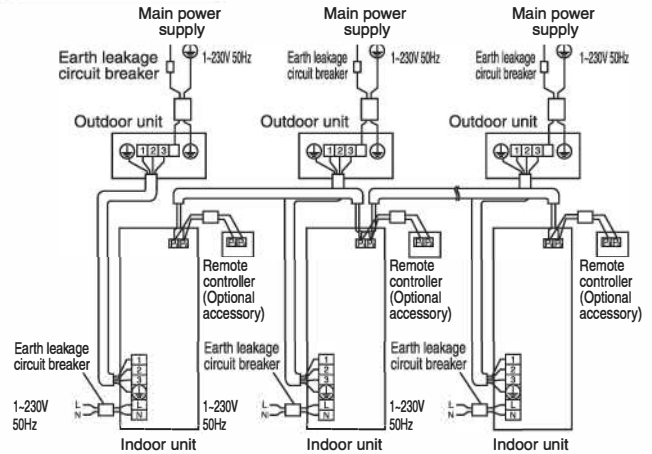 Main power
supply
Earth leakage
circuit breaker
1~230V 50Hz
Outdoor unit
1 2 3
Remote
controller
(Optional
accessory)
Earth leakage
circuit breaker
1
2
3
L
N
L
N
1~230V
50Hz
Indoor unit
Main power
supply
Earth leakage
circuit breaker
1~230V 50Hz
Outdoor unit
1 2 3
Remote
controller
(Optional
accessory)
Earth leakage
circuit breaker
1
2
3
L
N
L
N
1~230V
50Hz
Indoor unit
Main power
supply
Earth leakage
circuit breaker
1~230V 50Hz
Outdoor unit
1 2 3
Remote
controller
(Optional
accessory)
Earth leakage
circuit breaker
1
2
3
L
N
L
N
1~230V
50Hz
Indoor unit